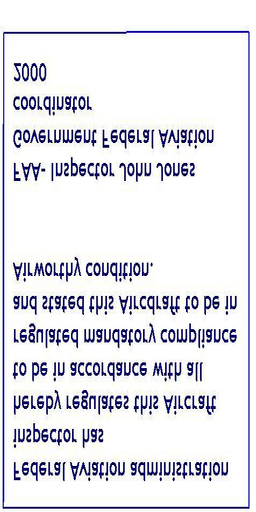 Federal Aviation administration
inspector has
hereby regulates this Aircraft
to be in accordance with all
regulated mandatory compliance
and stated this Aircdraft to be in
Airworthy condition.
FAA- Inspector John Jones
Government Federal Aviation
coordinator
2000